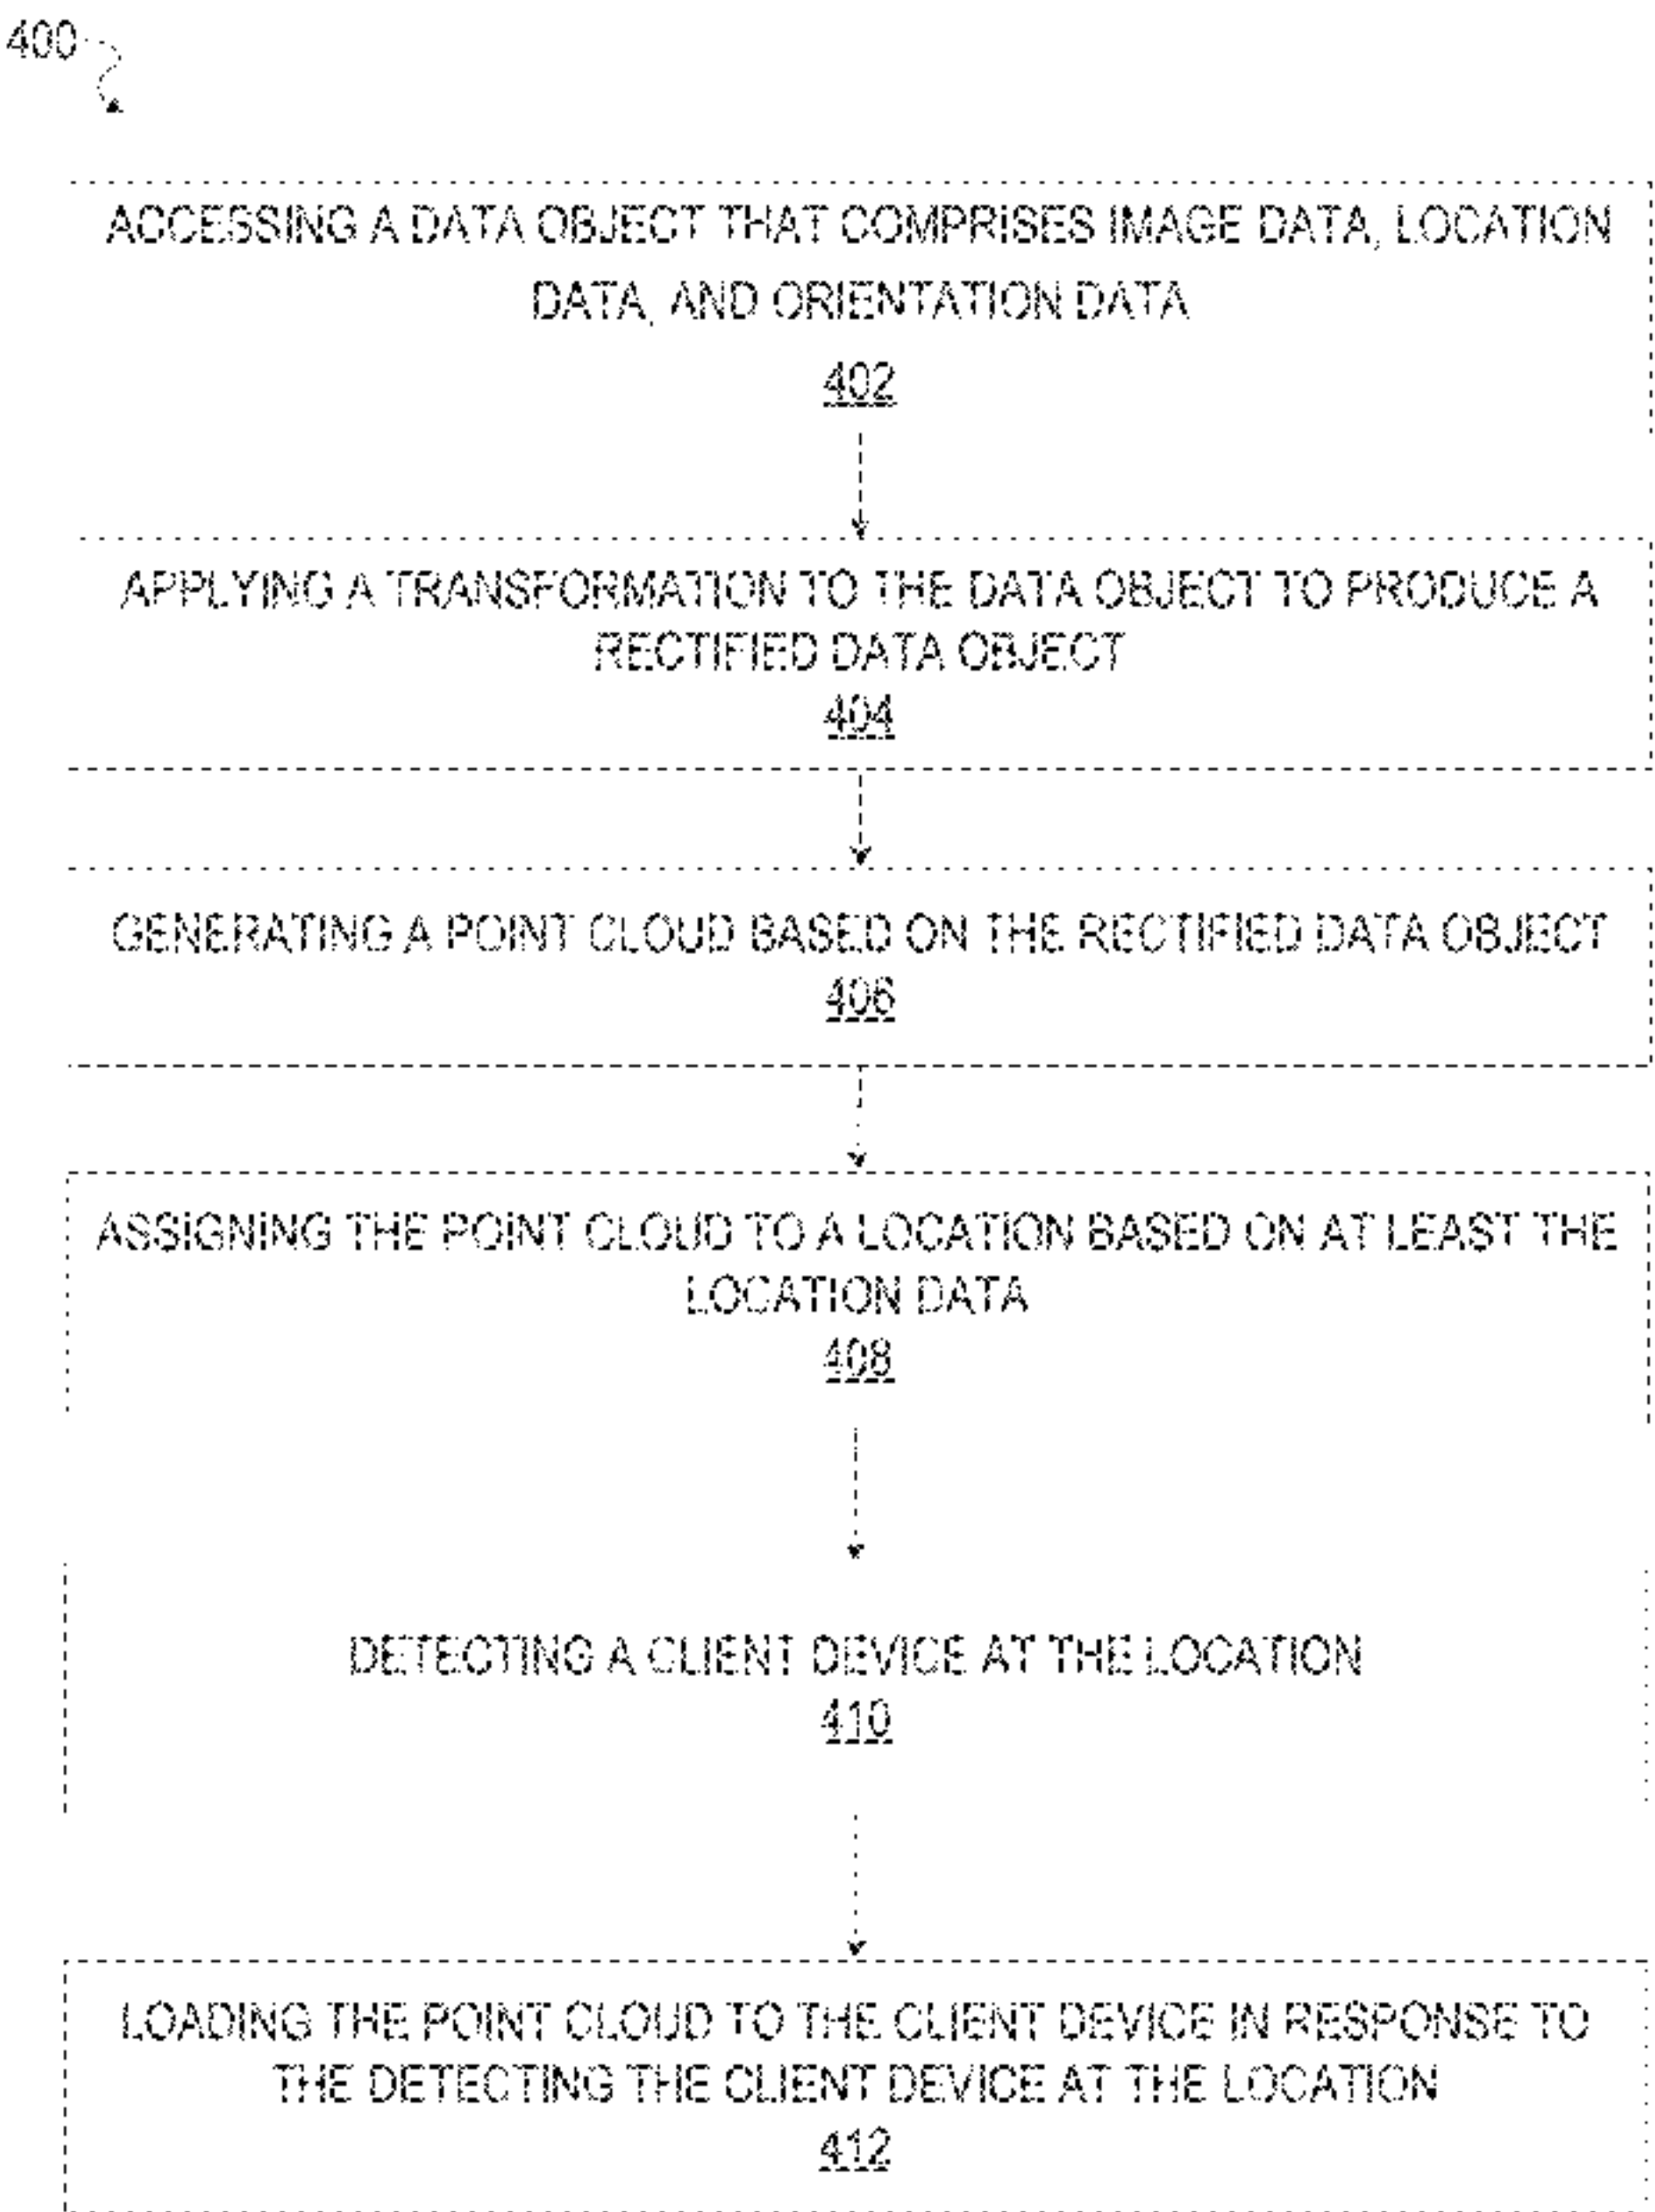 400
ACCESSING A DATA OBJECT THAT COMPRISES IMAGE DATA, LOCATION
DATA, AND ORIENTATION DATA
402
APPLYING A TRANSFORMATION TO THE DATA OBJECT TO PRODUCE A
RECTIFIED DATA OBJECT
404
GENERATING A POINT CLOUD BASED ON THE RECTIFIED DATA OBJECT
406
ASSIGNING THE POINT CLOUD TO A LOCATION BASED ON AT LEAST THE
LOCATION DATA
408
DETECTING A CLIENT DEVICE AT THE LOCATION
410
LOADING THE POINT CLOUD TO THE CLIENT DEVICE IN RESPONSE TO
THE DETECTING THE CLIENT DEVICE AT THE LOCATION
412